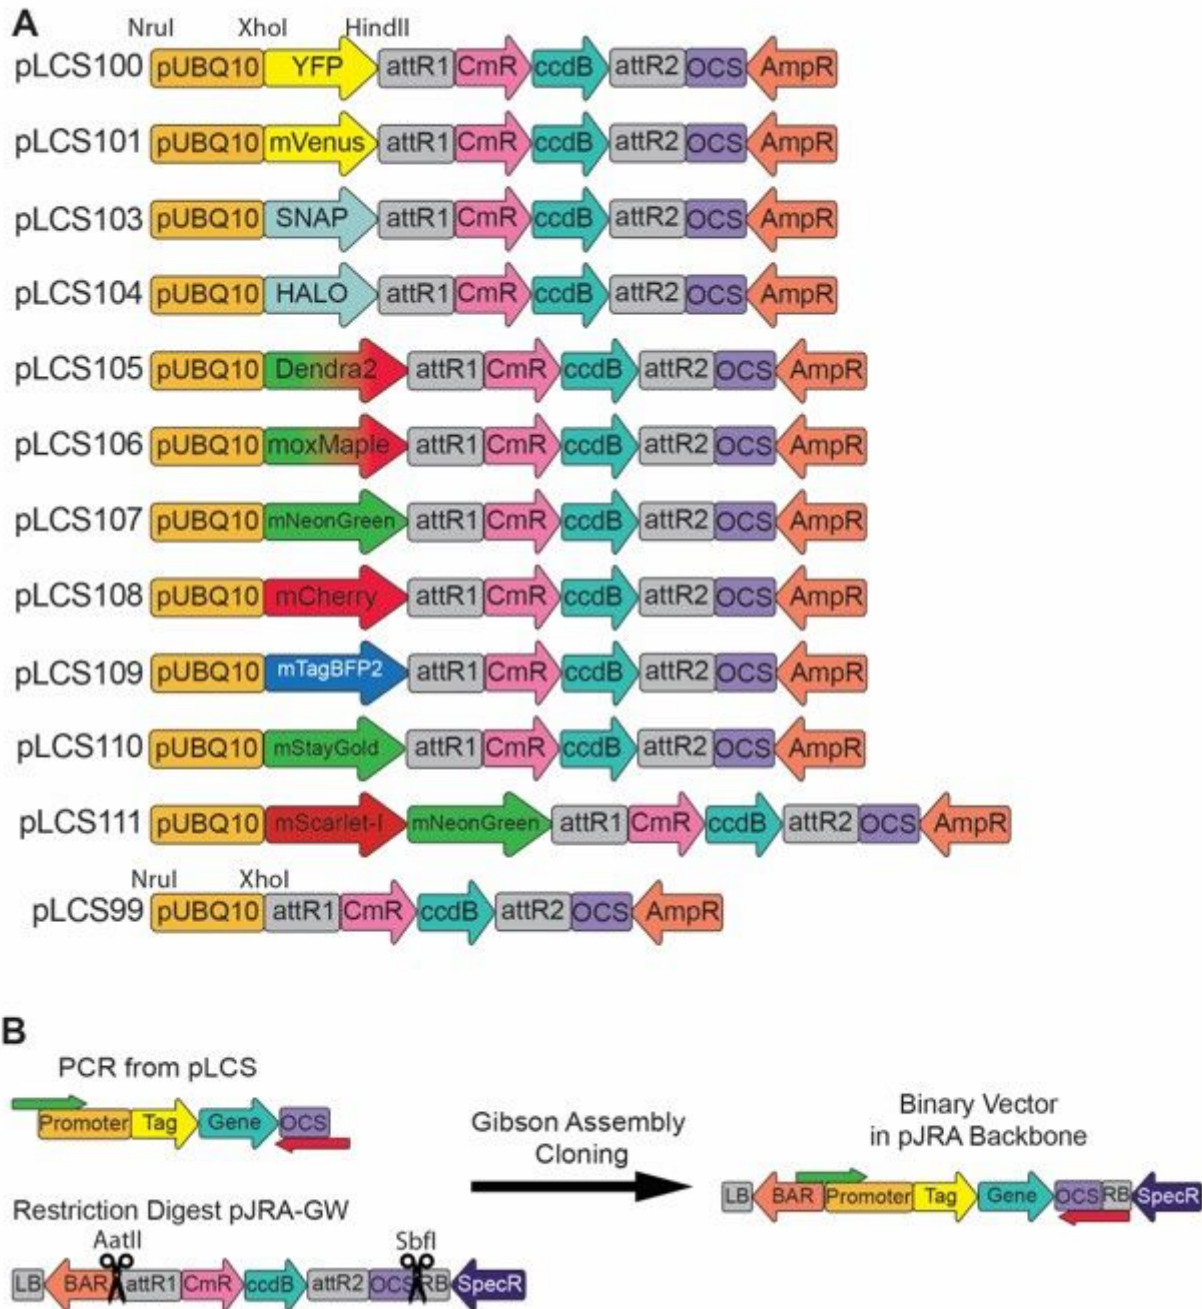 A
NruI XhoI HindII
pLCS100 pUBQ10 YFP attR1 CmR ccdB attR2 OCS AmpR
pLCS101 pUBQ10 mVenus attR1 CmR ccdB attR2 OCS AmpR
pLCS103 pUBQ10 SNAP attR1 CmR ccdB attR2 OCS AmpR
pLCS104 pUBQ10 HALO attR1 CmR ccdB attR2 OCS AmpR
pLCS105 pUBQ10 Dendra2 attR1 CmR ccdB attR2 OCS AmpR
pLCS106 pUBQ10 moxMaple attR1 CmR ccdB attR2 OCS AmpR
pLCS107 pUBQ10 mNeonGreen attR1 CmR ccdB attR2 OCS AmpR
pLCS108 pUBQ10 mCherry attR1 CmR ccdB attR2 OCS AmpR
pLCS109 pUBQ10 mTagBFP2 attR1 CmR ccdB attR2 OCS AmpR
pLCS110 pUBQ10 mStayGold attR1 CmR ccdB attR2 OCS AmpR
pLCS111 pUBQ10 mScarlet-I mNeonGreen attR1 CmR ccdB attR2 OCS AmpR
NruI XhoI
pLCS99 pUBQ10 attR1 CmR ccdB attR2 OCS AmpR
B
PCR from pLCS
Promoter Tag Gene OCS
Restriction Digest pJRA-GW
AatII SbfI
LB BAR attR1 CmR ccdB attR2 OCS RB SpecR
Gibson Assembly
Cloning
Binary Vector
in pJRA Backbone
LB BAR Promoter Tag Gene OCS RB SpecR